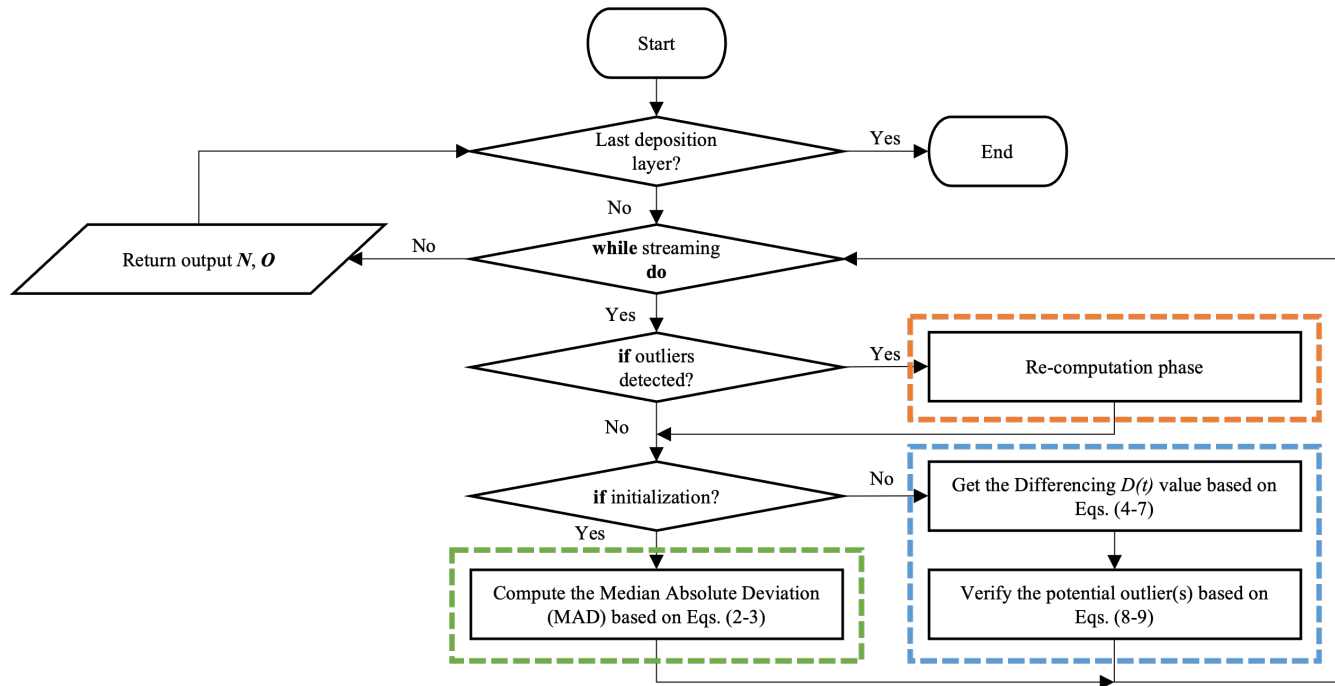 Start
Last deposition
layer?
Yes
End
No
Return output N, O
No
while streaming
do
Yes
if outliers
detected?
Yes
Re-computation phase
No
if initialization?
No
Get the Differencing D(t) value based on
Eqs. (4-7)
Yes
Compute the Median Absolute Deviation
(MAD) based on Eqs. (2-3)
Verify the potential outlier(s) based on
Eqs. (8-9)